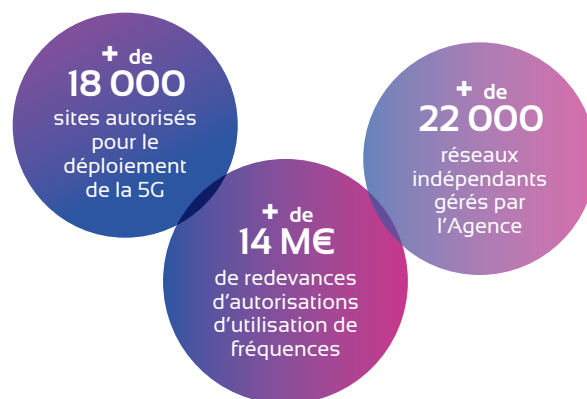 + de
18 000
sites autorisés
pour le
déploiement
de la 5G
+ de
14 M€
de redevances
d'autorisations
d'utilisation de
fréquences
+ de
22 000
réseaux
indépendants
gérés par
l'Agence